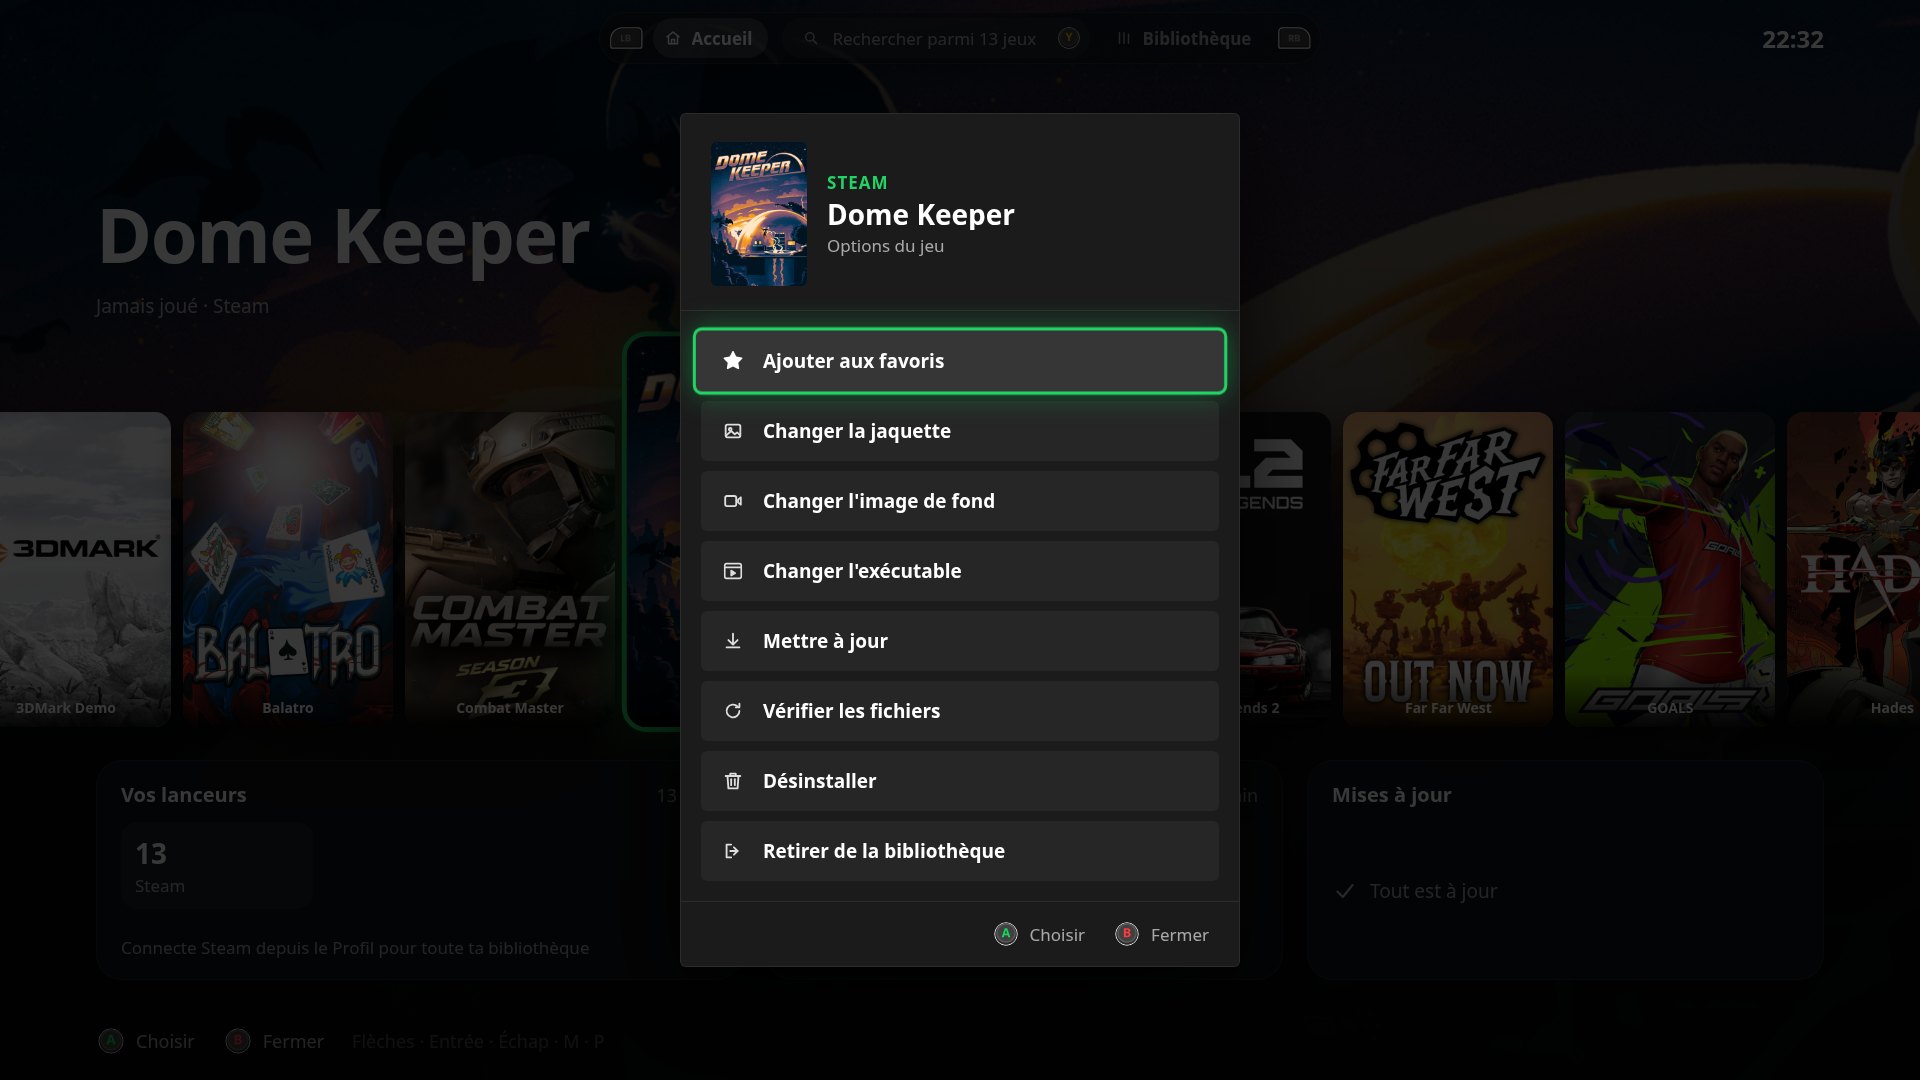 LB
Accueil
Rechercher parmi 13 jeux
Y
Bibliothèque
RB
22:32
Dome Keeper
Jamais joué · Steam
DOME
KEEPER
STEAM
Dome Keeper
Options du jeu
Ajouter aux favoris
Changer la jaquette
Changer l'image de fond
Changer l'exécutable
Mettre à jour
Vérifier les fichiers
Désinstaller
Retirer de la bibliothèque
A Choisir
B Fermer
3DMARK
3DMark Demo
BALATRO
Balatro
COMBAT
MASTER
SEASON
Combat Master
2
GENDS
ends 2
FAR FAR
WEST
OUT NOW
Far Far West
GOALS
GOALS
HAD
Hades
Vos lanceurs
13
13
Steam
Connecte Steam depuis le Profil pour toute ta bibliothèque
in
Mises à jour
Tout est à jour
A Choisir
B Fermer
Flèches · Entrée · Échap · M · P